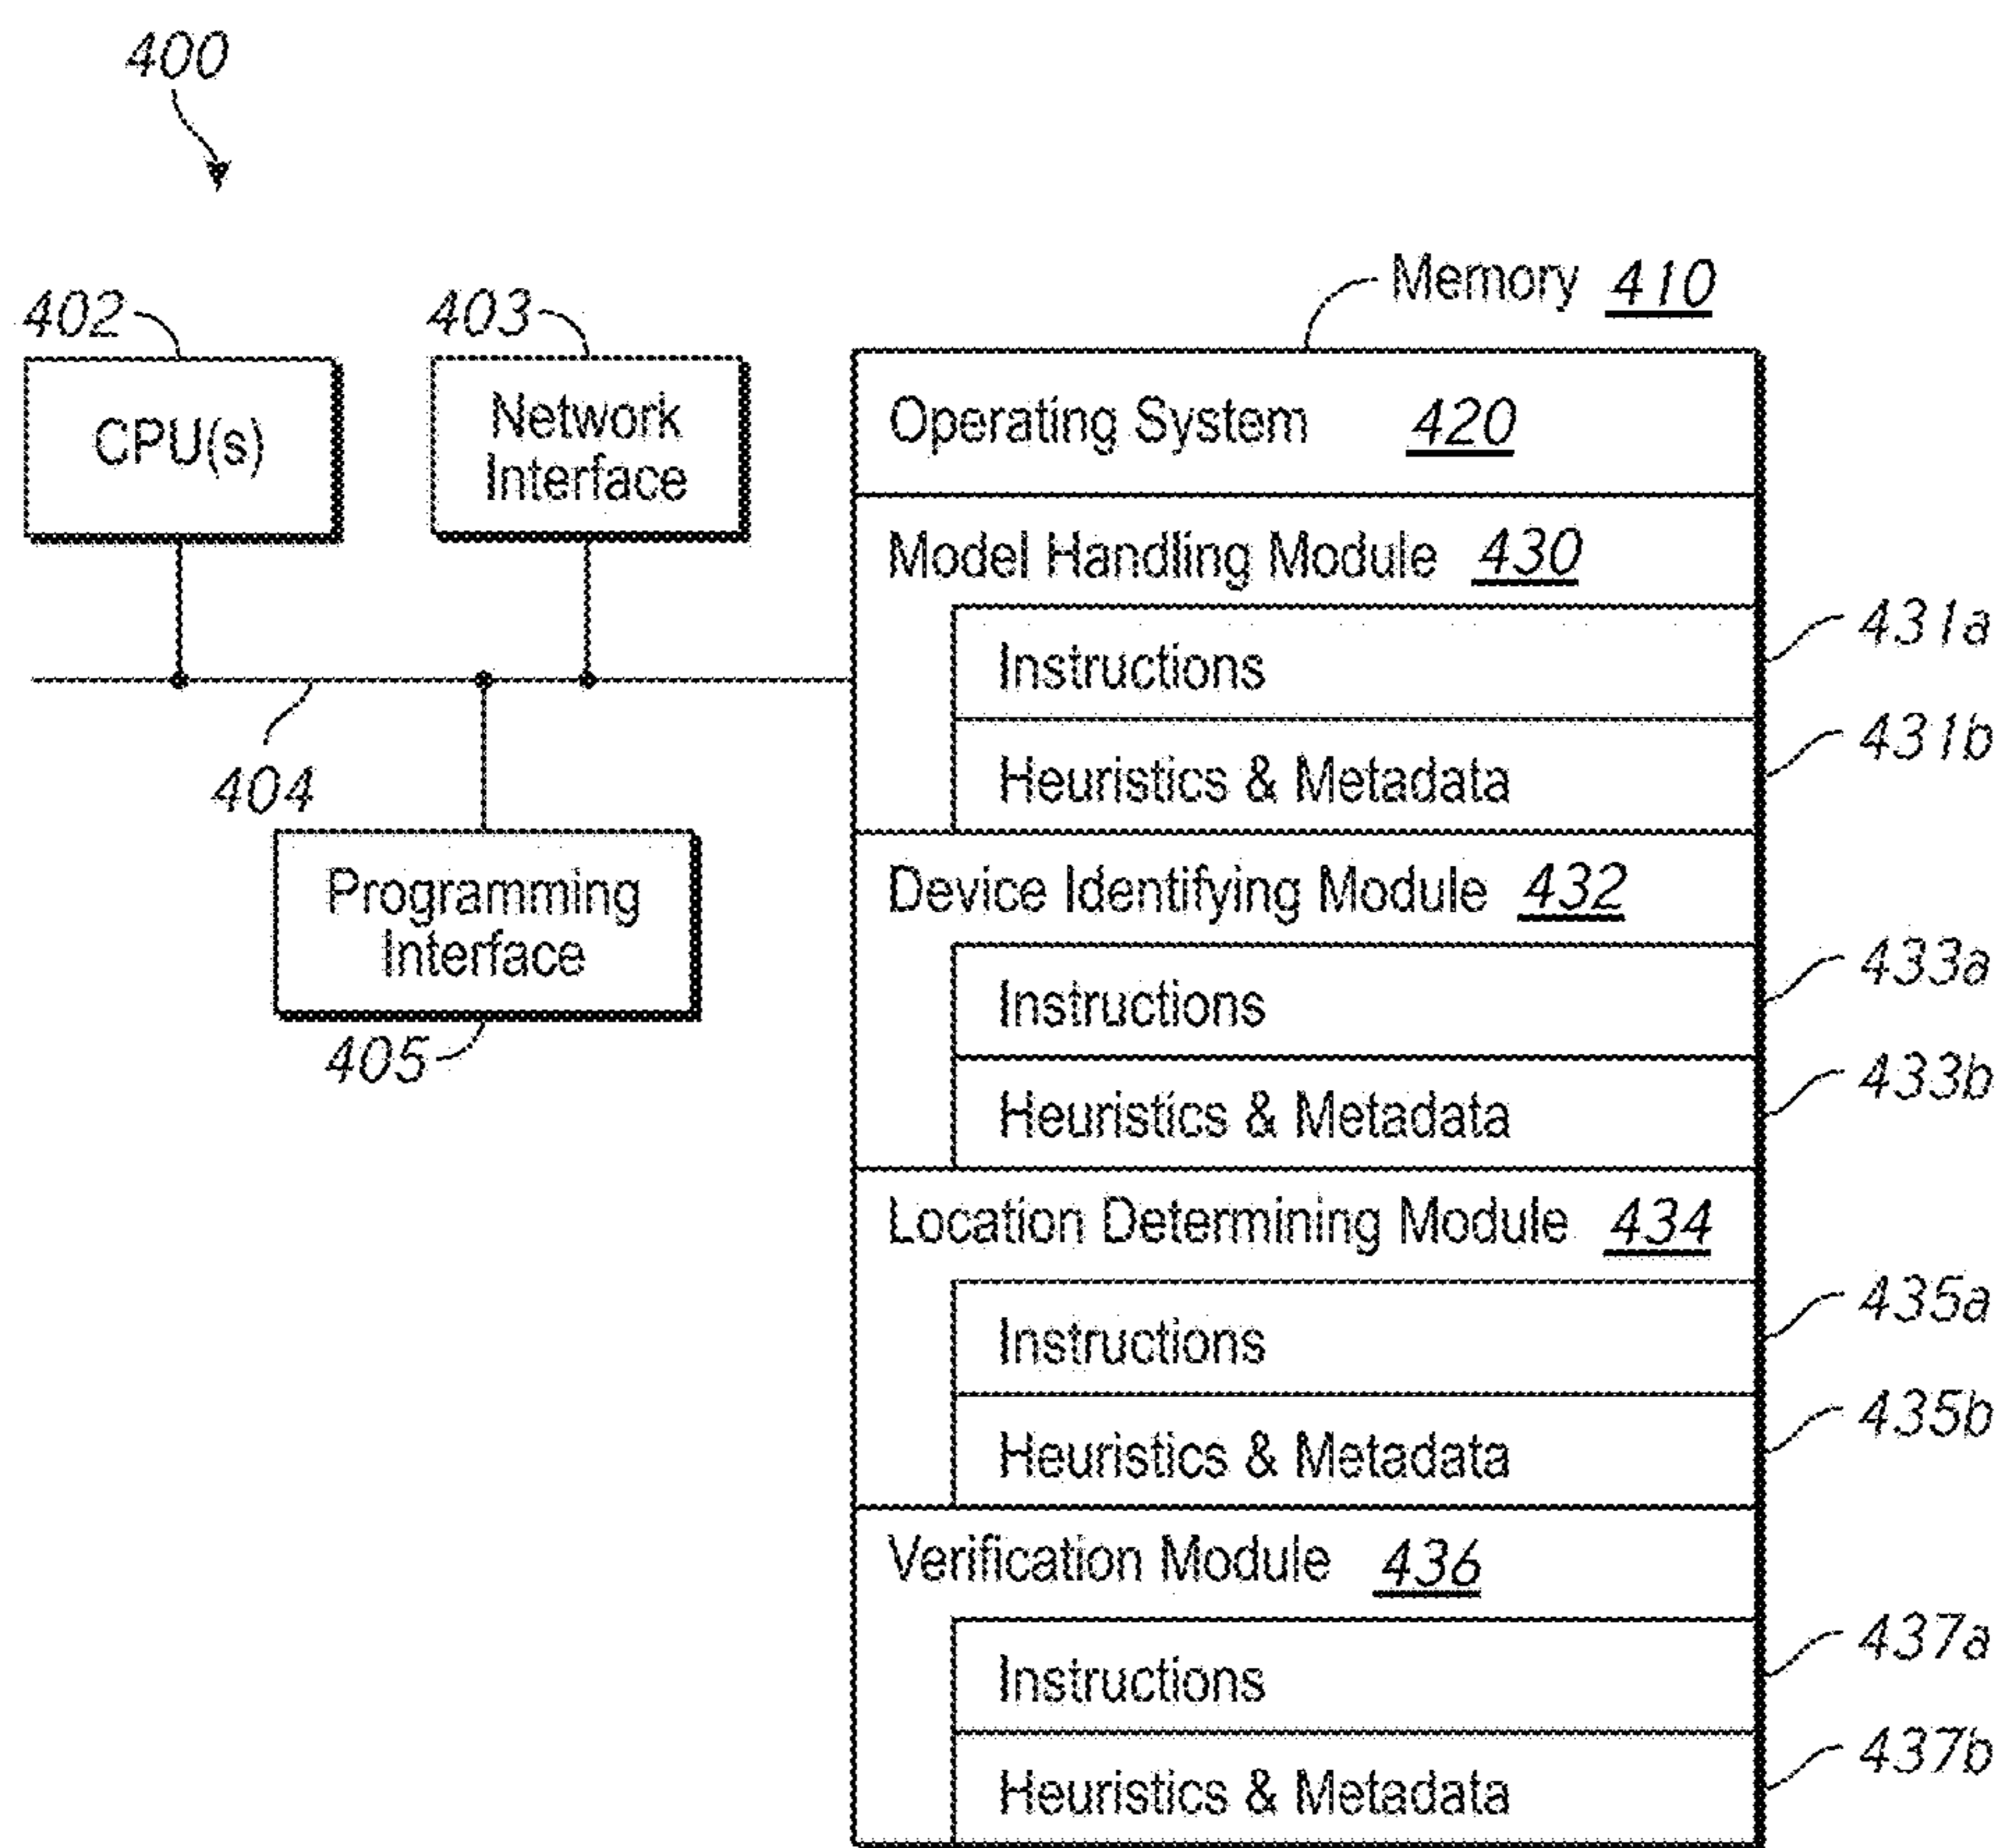 400
Memory 410
402
403
CPU(s)
Network
Interface
404
Programming
Interface
405
Operating System 420
Model Handling Module 430
Instructions
431a
Heuristics & Metadata
431b
Device Identifying Module 432
Instructions
433a
Heuristics & Metadata
433b
Location Determining Module 434
Instructions
435a
Heuristics & Metadata
435b
Verification Module 436
Instructions
437a
Heuristics & Metadata
437b